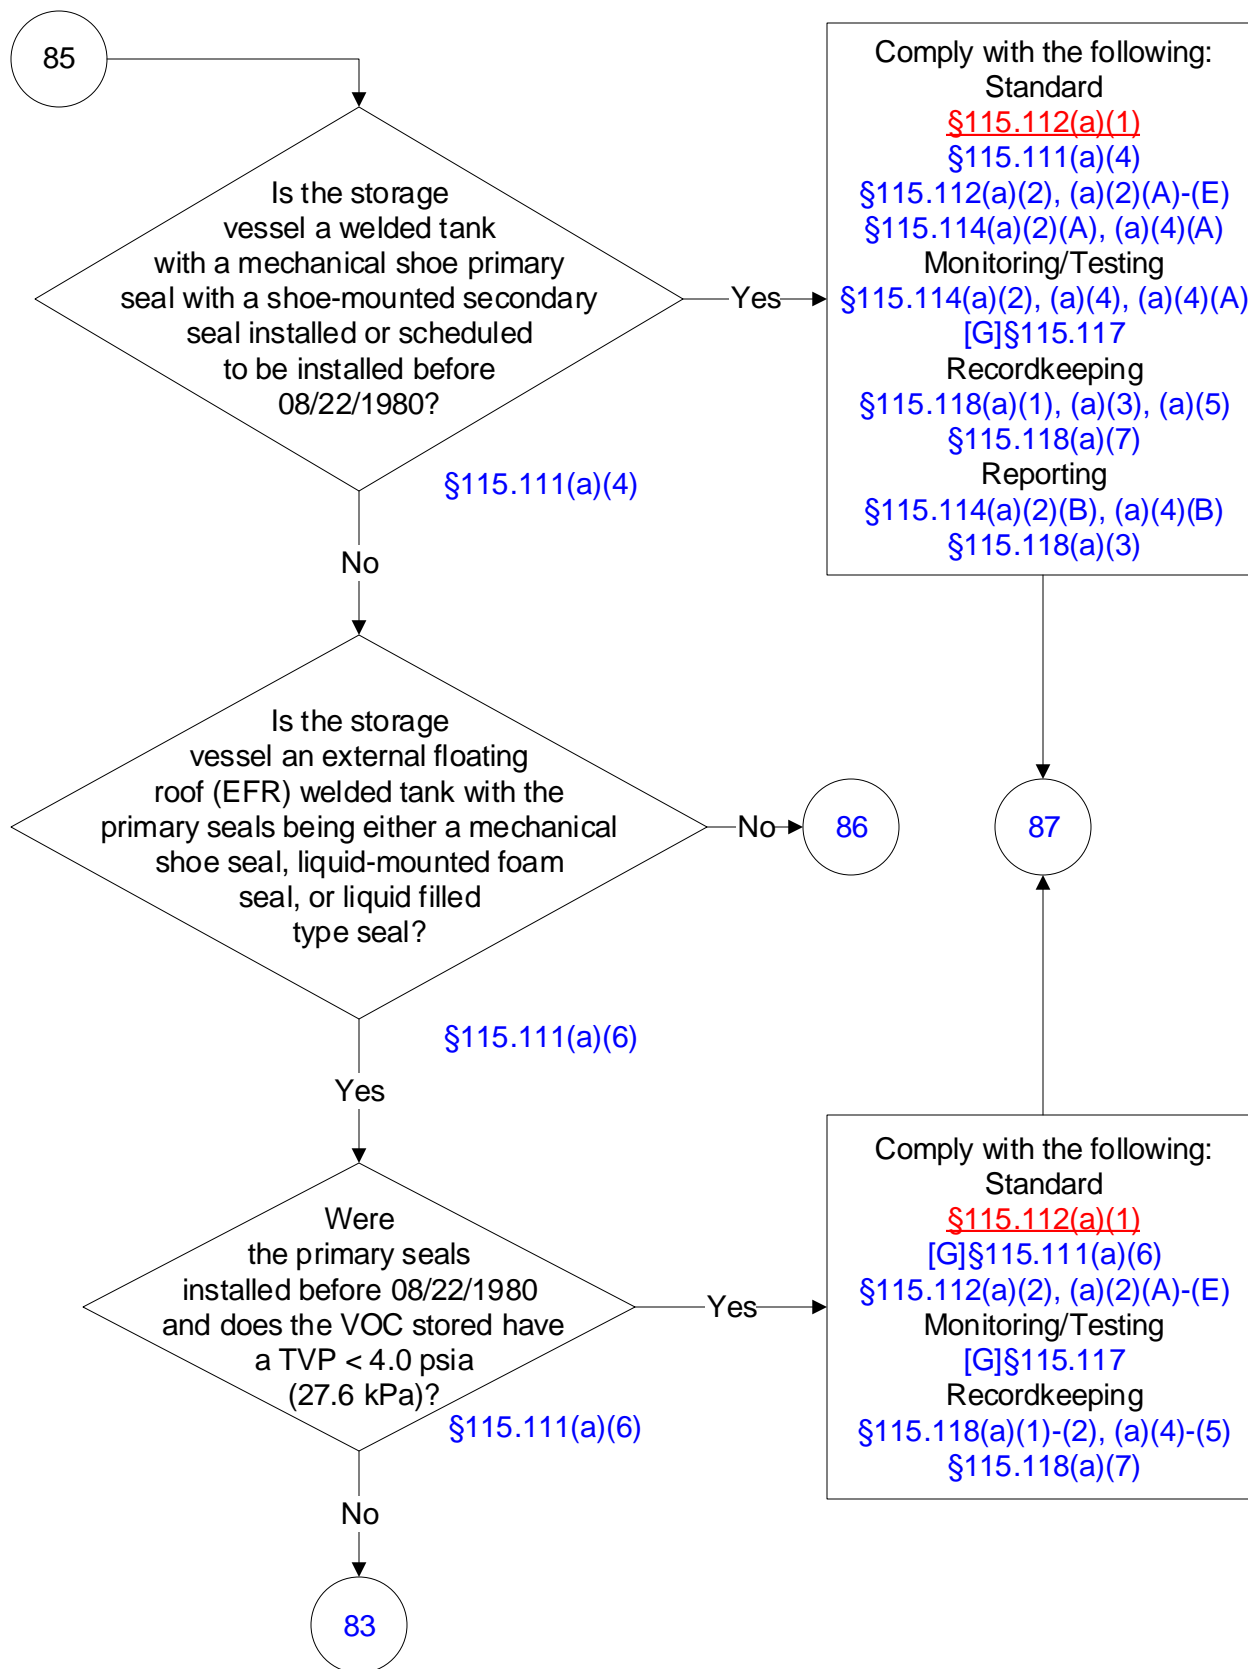 85
Is the storage
vessel a welded tank
with a mechanical shoe primary
seal with a shoe-mounted secondary
seal installed or scheduled
to be installed before
08/22/1980?
§115.111(a)(4)
Yes
Comply with the following:
Standard
§115.112(a)(1)
§115.111(a)(4)
§115.112(a)(2), (a)(2)(A)-(E)
§115.114(a)(2)(A), (a)(4)(A)
Monitoring/Testing
§115.114(a)(2), (a)(4), (a)(4)(A)
[G]§115.117
Recordkeeping
§115.118(a)(1), (a)(3), (a)(5)
§115.118(a)(7)
Reporting
§115.114(a)(2)(B), (a)(4)(B)
§115.118(a)(3)
No
Is the storage
vessel an external floating
roof (EFR) welded tank with the
primary seals being either a mechanical
shoe seal, liquid-mounted foam
seal, or liquid filled
type seal?
§115.111(a)(6)
No
86
87
Yes
Were
the primary seals
installed before 08/22/1980
and does the VOC stored have
a TVP < 4.0 psia
(27.6 kPa)?
§115.111(a)(6)
Yes
Comply with the following:
Standard
§115.112(a)(1)
[G]§115.111(a)(6)
§115.112(a)(2), (a)(2)(A)-(E)
Monitoring/Testing
[G]§115.117
Recordkeeping
§115.118(a)(1)-(2), (a)(4)-(5)
§115.118(a)(7)
No
83